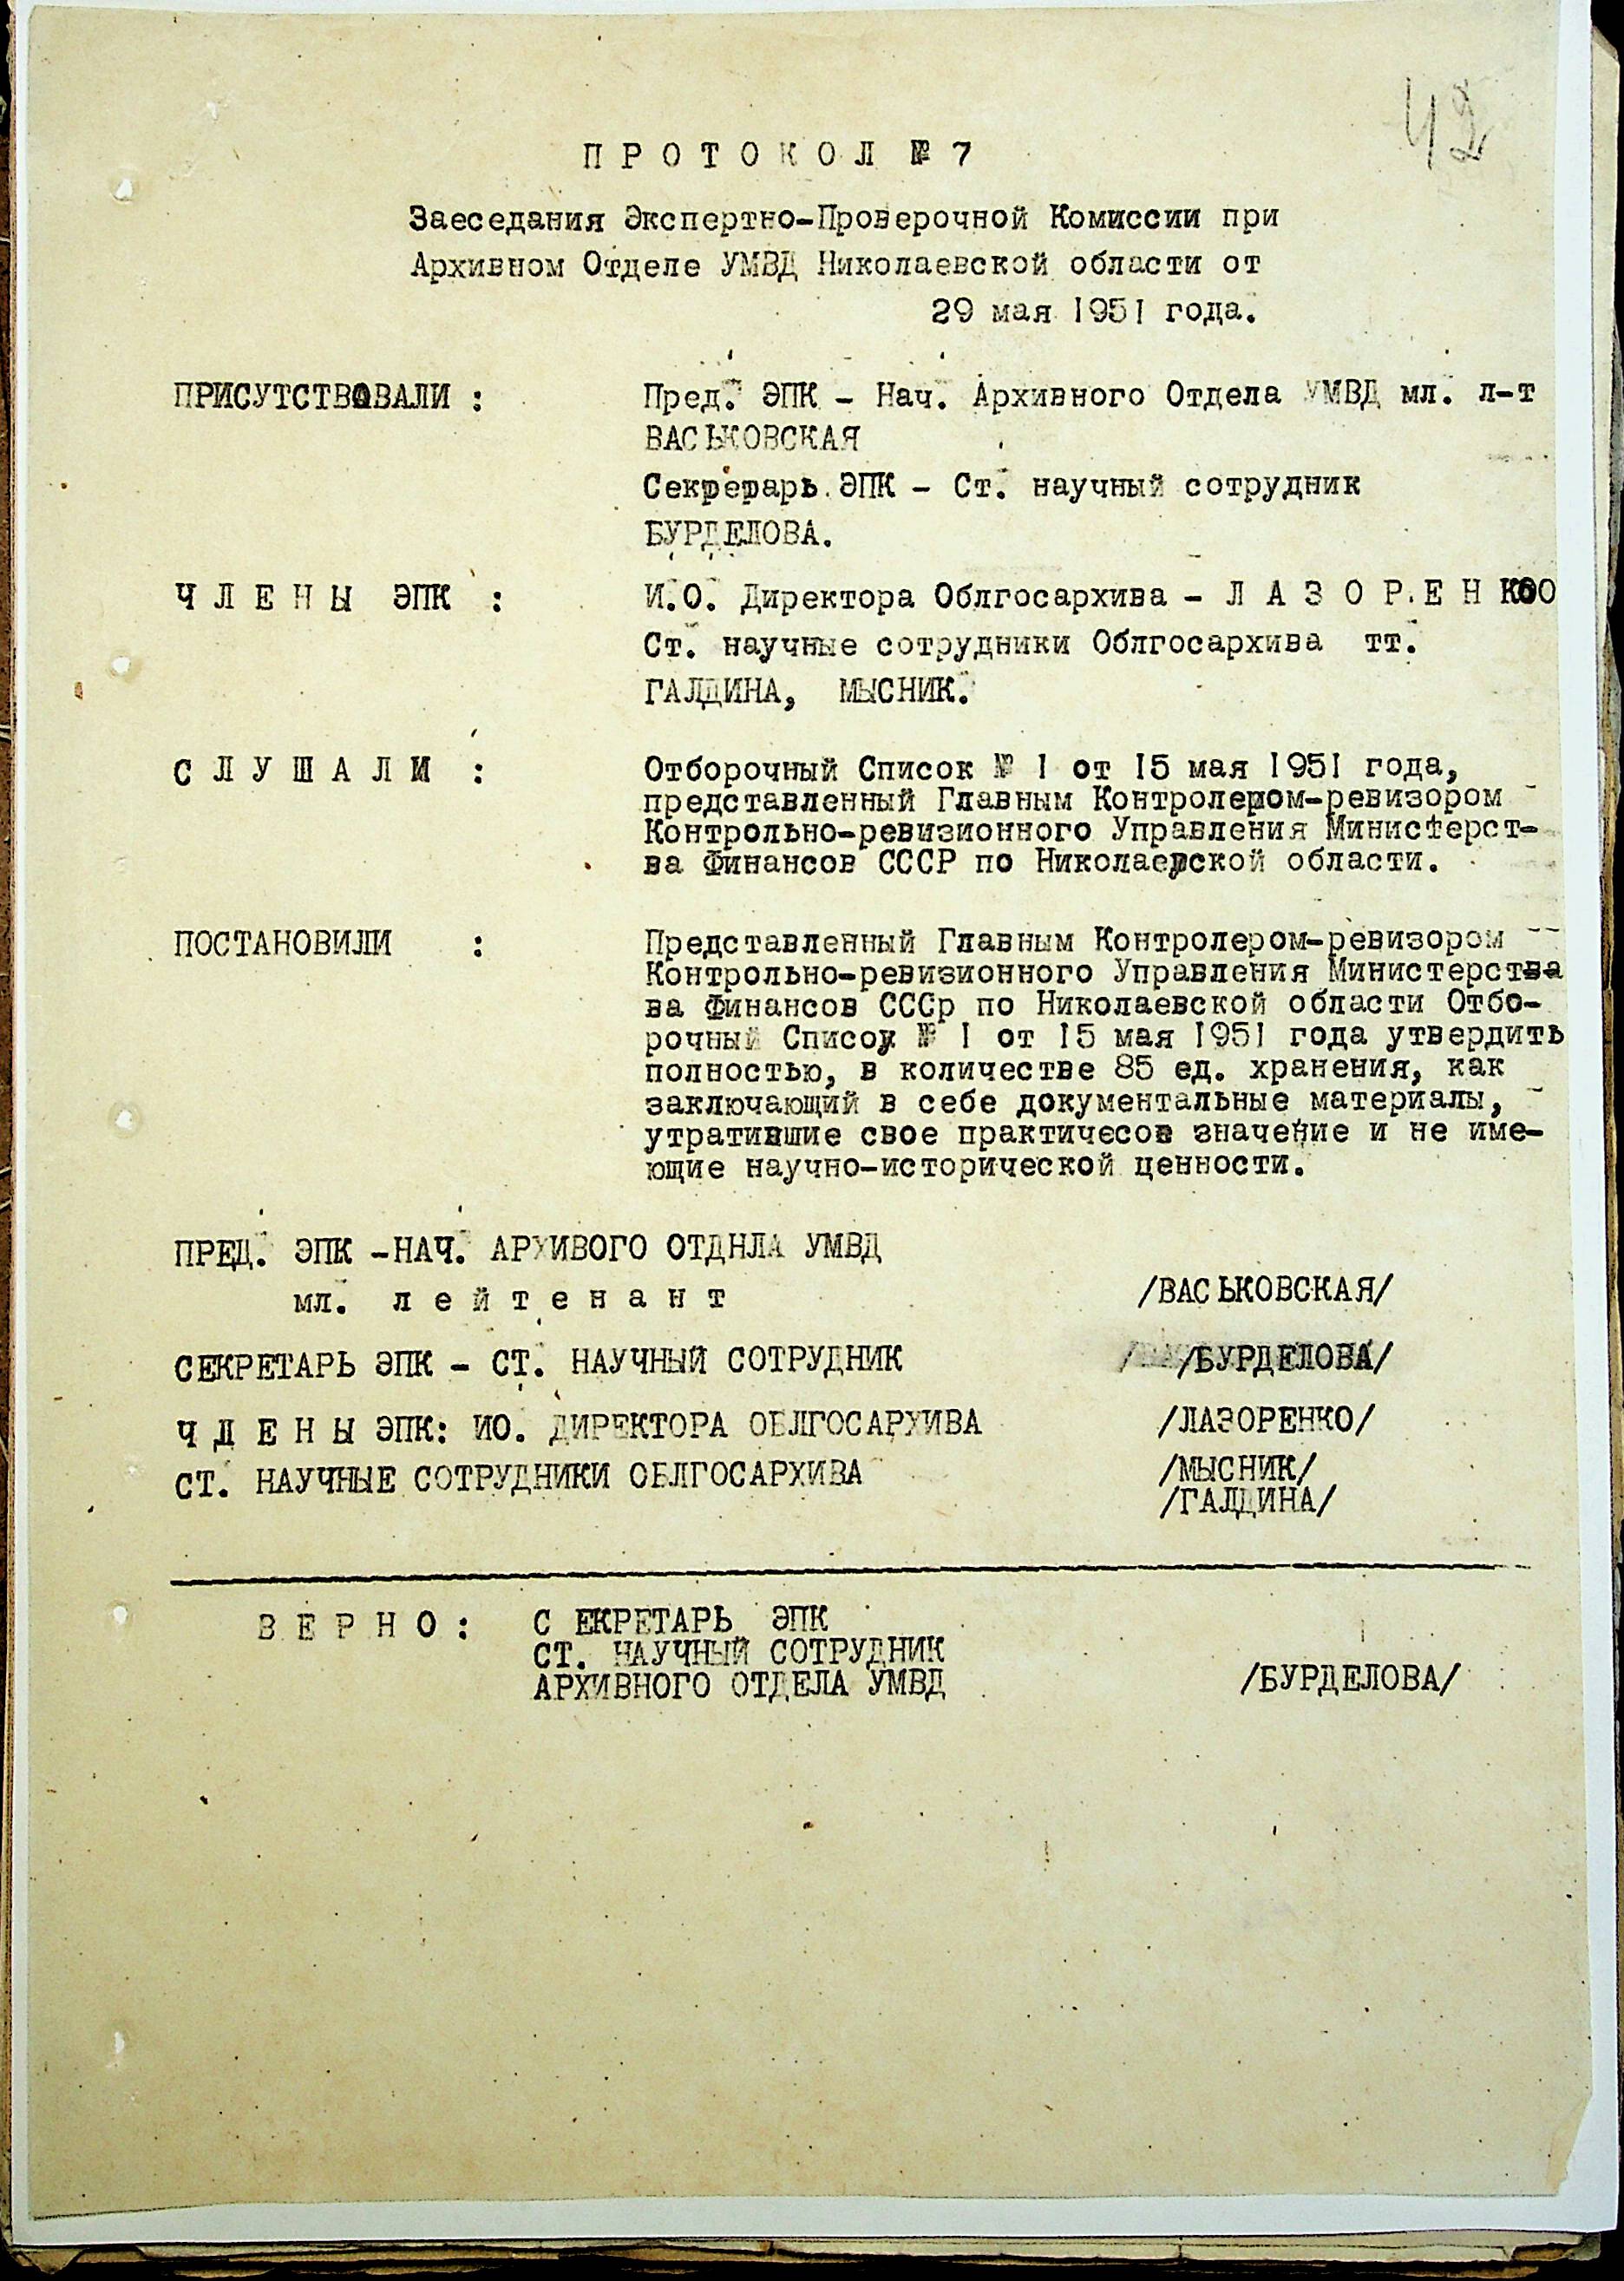 42
П Р О Т О К О Л № 7
Заеседания Экспертно-Проверочной Комиссии при
Архивном Отделе УМВД Николаевской области от
29 мая 1951 года.
ПРИСУТСТВОВАЛИ : Пред. ЭПК - Нач. Архивного Отдела УМВД мл. л-т
ВАСЬКОВСКАЯ
Секретарь ЭПК - Ст. научный сотрудник
БУРДЕЛОВА.
Ч Л Е Н Ы ЭПК : И.О. Директора Облгосархива - Л А З О Р Е Н КОО
Ст. научные сотрудники Облгосархива тт.
ГАЛДИНА, МЫСНИК.
С Л У Ш А Л И : Отборочный Список № 1 от 15 мая 1951 года,
представленный Главным Контролером-ревизором
Контрольно-ревизионного Управления Министерст-
ва Финансов СССР по Николаевской области.
ПОСТАНОВИЛИ : Представленный Главным Контролером-ревизором
Контрольно-ревизионного Управления Министерства
ва Финансов СССр по Николаевской области Отбо-
рочный Список № 1 от 15 мая 1951 года утвердить
полностью, в количестве 85 ед. хранения, как
заключающий в себе документальные материалы,
утратившие свое практичесое значение и не име-
ющие научно-исторической ценности.
ПРЕД. ЭПК -НАЧ. АРХИВОГО ОТДНЛА УМВД
мл. л е й т е н а н т /ВАСЬКОВСКАЯ/
СЕКРЕТАРЬ ЭПК - СТ. НАУЧНЫЙ СОТРУДНИК /БУРДЕЛОВА/
Ч Д Е Н Ы ЭПК: ИО. ДИРЕКТОРА ОБЛГОСАРХИВА /ЛАЗОРЕНКО/
СТ. НАУЧНЫЕ СОТРУДНИКИ ОБЛГОСАРХИВА /МЫСНИК/
/ГАЛДИНА/
В Е Р Н О : С ЕКРЕТАРЬ ЭПК
СТ. НАУЧНЫЙ СОТРУДНИК
АРХИВНОГО ОТДЕЛА УМВД /БУРДЕЛОВА/